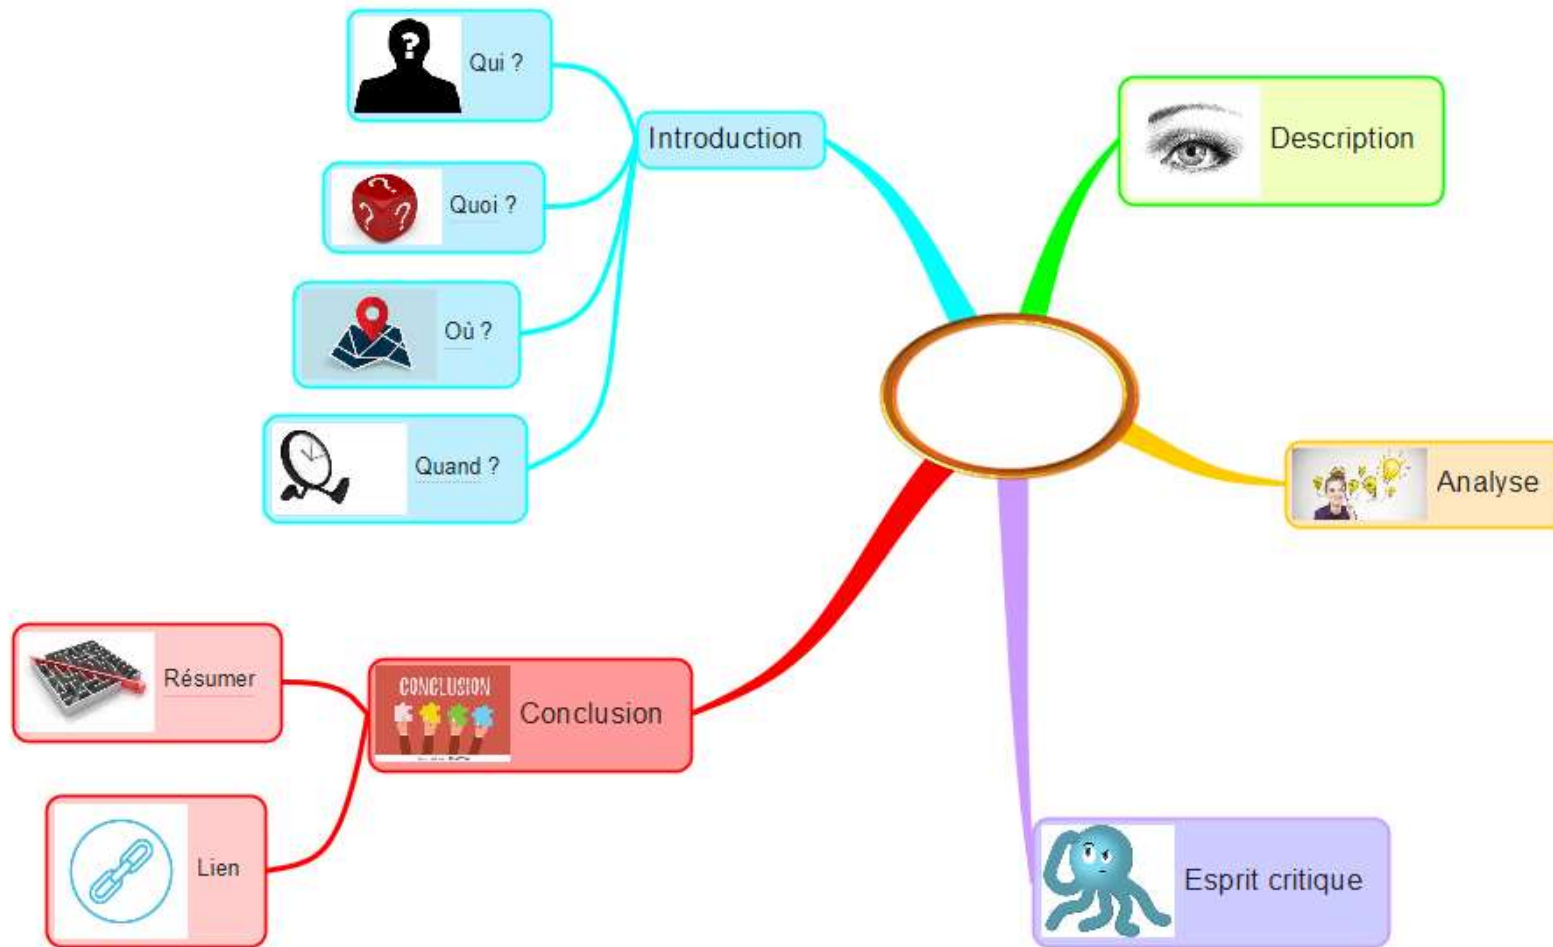 Introduction
Qui ?
Quoi ?
Où ?
Quand ?
Description
Analyse
Esprit critique
CONCLUSION
Conclusion
Résumer
Lien